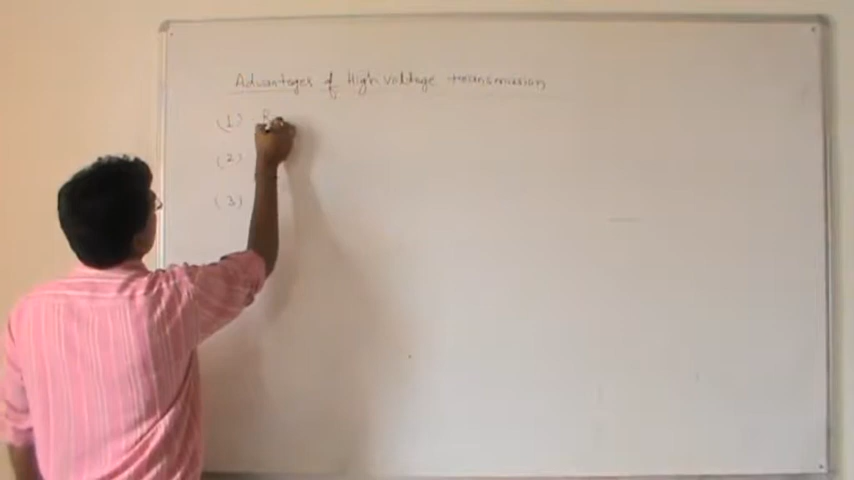 Advantages of High voltage transmission
(1) R
(2)
(3)